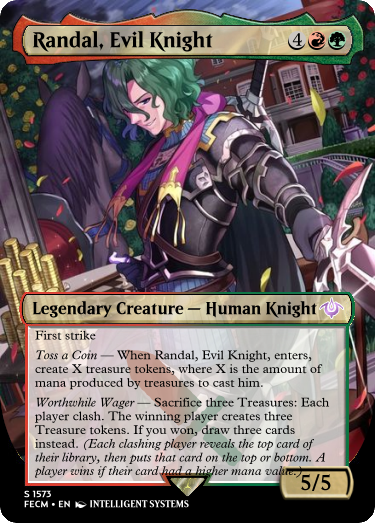 Randal, Evil Knight 4
Legendary Creature — Human Knight
First strike
Toss a Coin — When Randal, Evil Knight, enters,
create X treasure tokens, where X is the amount of
mana produced by treasures to cast him.
Worthwhile Wager — Sacrifice three Treasures: Each
player clash. The winning player creates three
Treasure tokens. If you won, draw three cards
instead. (Each clashing player reveals the top card of
their library, then puts that card on the top or bottom. A
player wins if their card had a higher mana value.)
5/5
S 1573
FECM • EN INTELLIGENT SYSTEMS